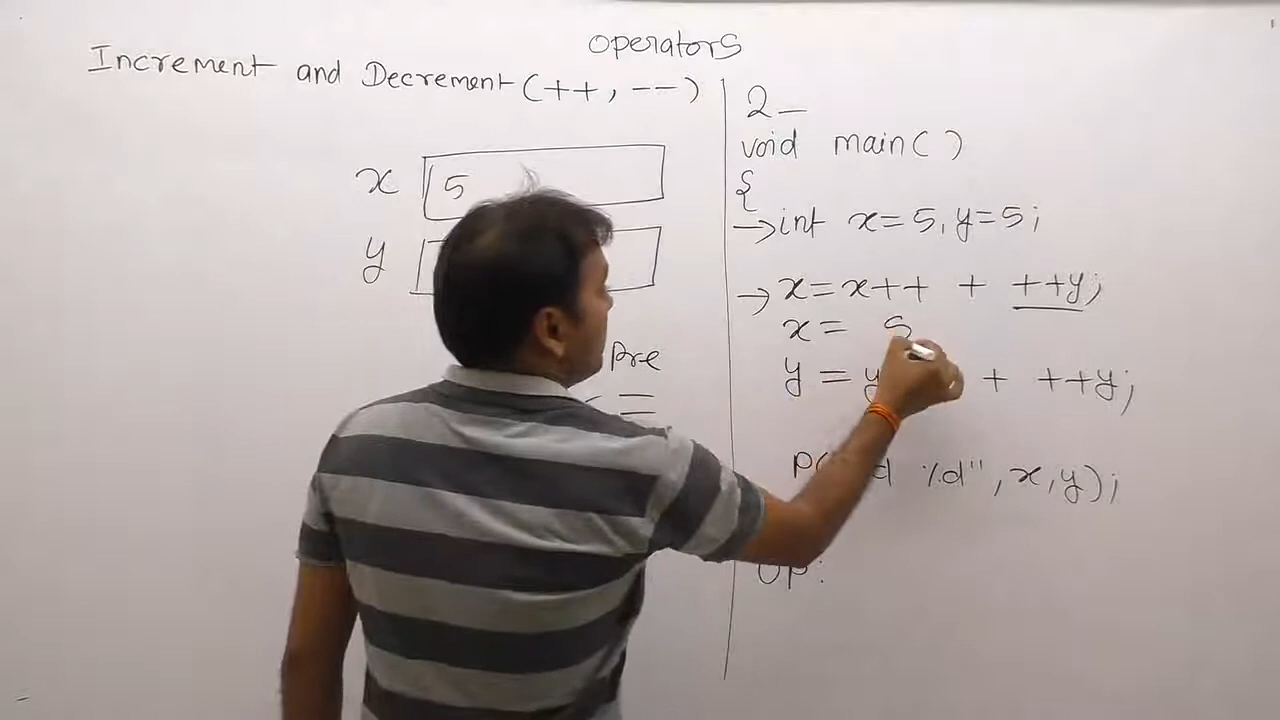 operators
Increment and Decrement (++, --)
x 5
y
Pre
=
2_
void main()
{
→int x=5,y=5;
→ x=x++ + ++y;
x= 5
y = y + ++y;
P( d %d", x,y);
OP: